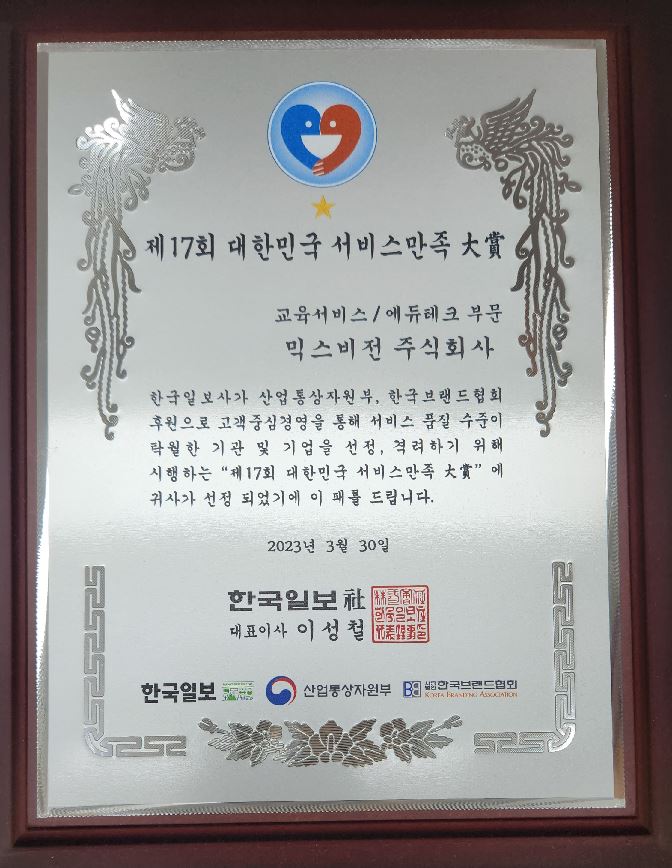 제17회 대한민국 서비스만족 大賞
교육서비스/에듀테크 부문
믹스비전 주식회사
한국일보사가 산업통상자원부, 한국브랜드협회
후원으로 고객중심경영을 통해 서비스 품질 수준이
탁월한 기관 및 기업을 선정, 격려하기 위해
시행하는 “제17회 대한민국 서비스만족 大賞” 에
귀사가 선정 되었기에 이 패를 드립니다.
2023년 3월 30일
한국일보社
대표이사 이성철
한국일보
산업통상자원부
한국브랜드협회
KOREA BRANDING ASSOCIATION